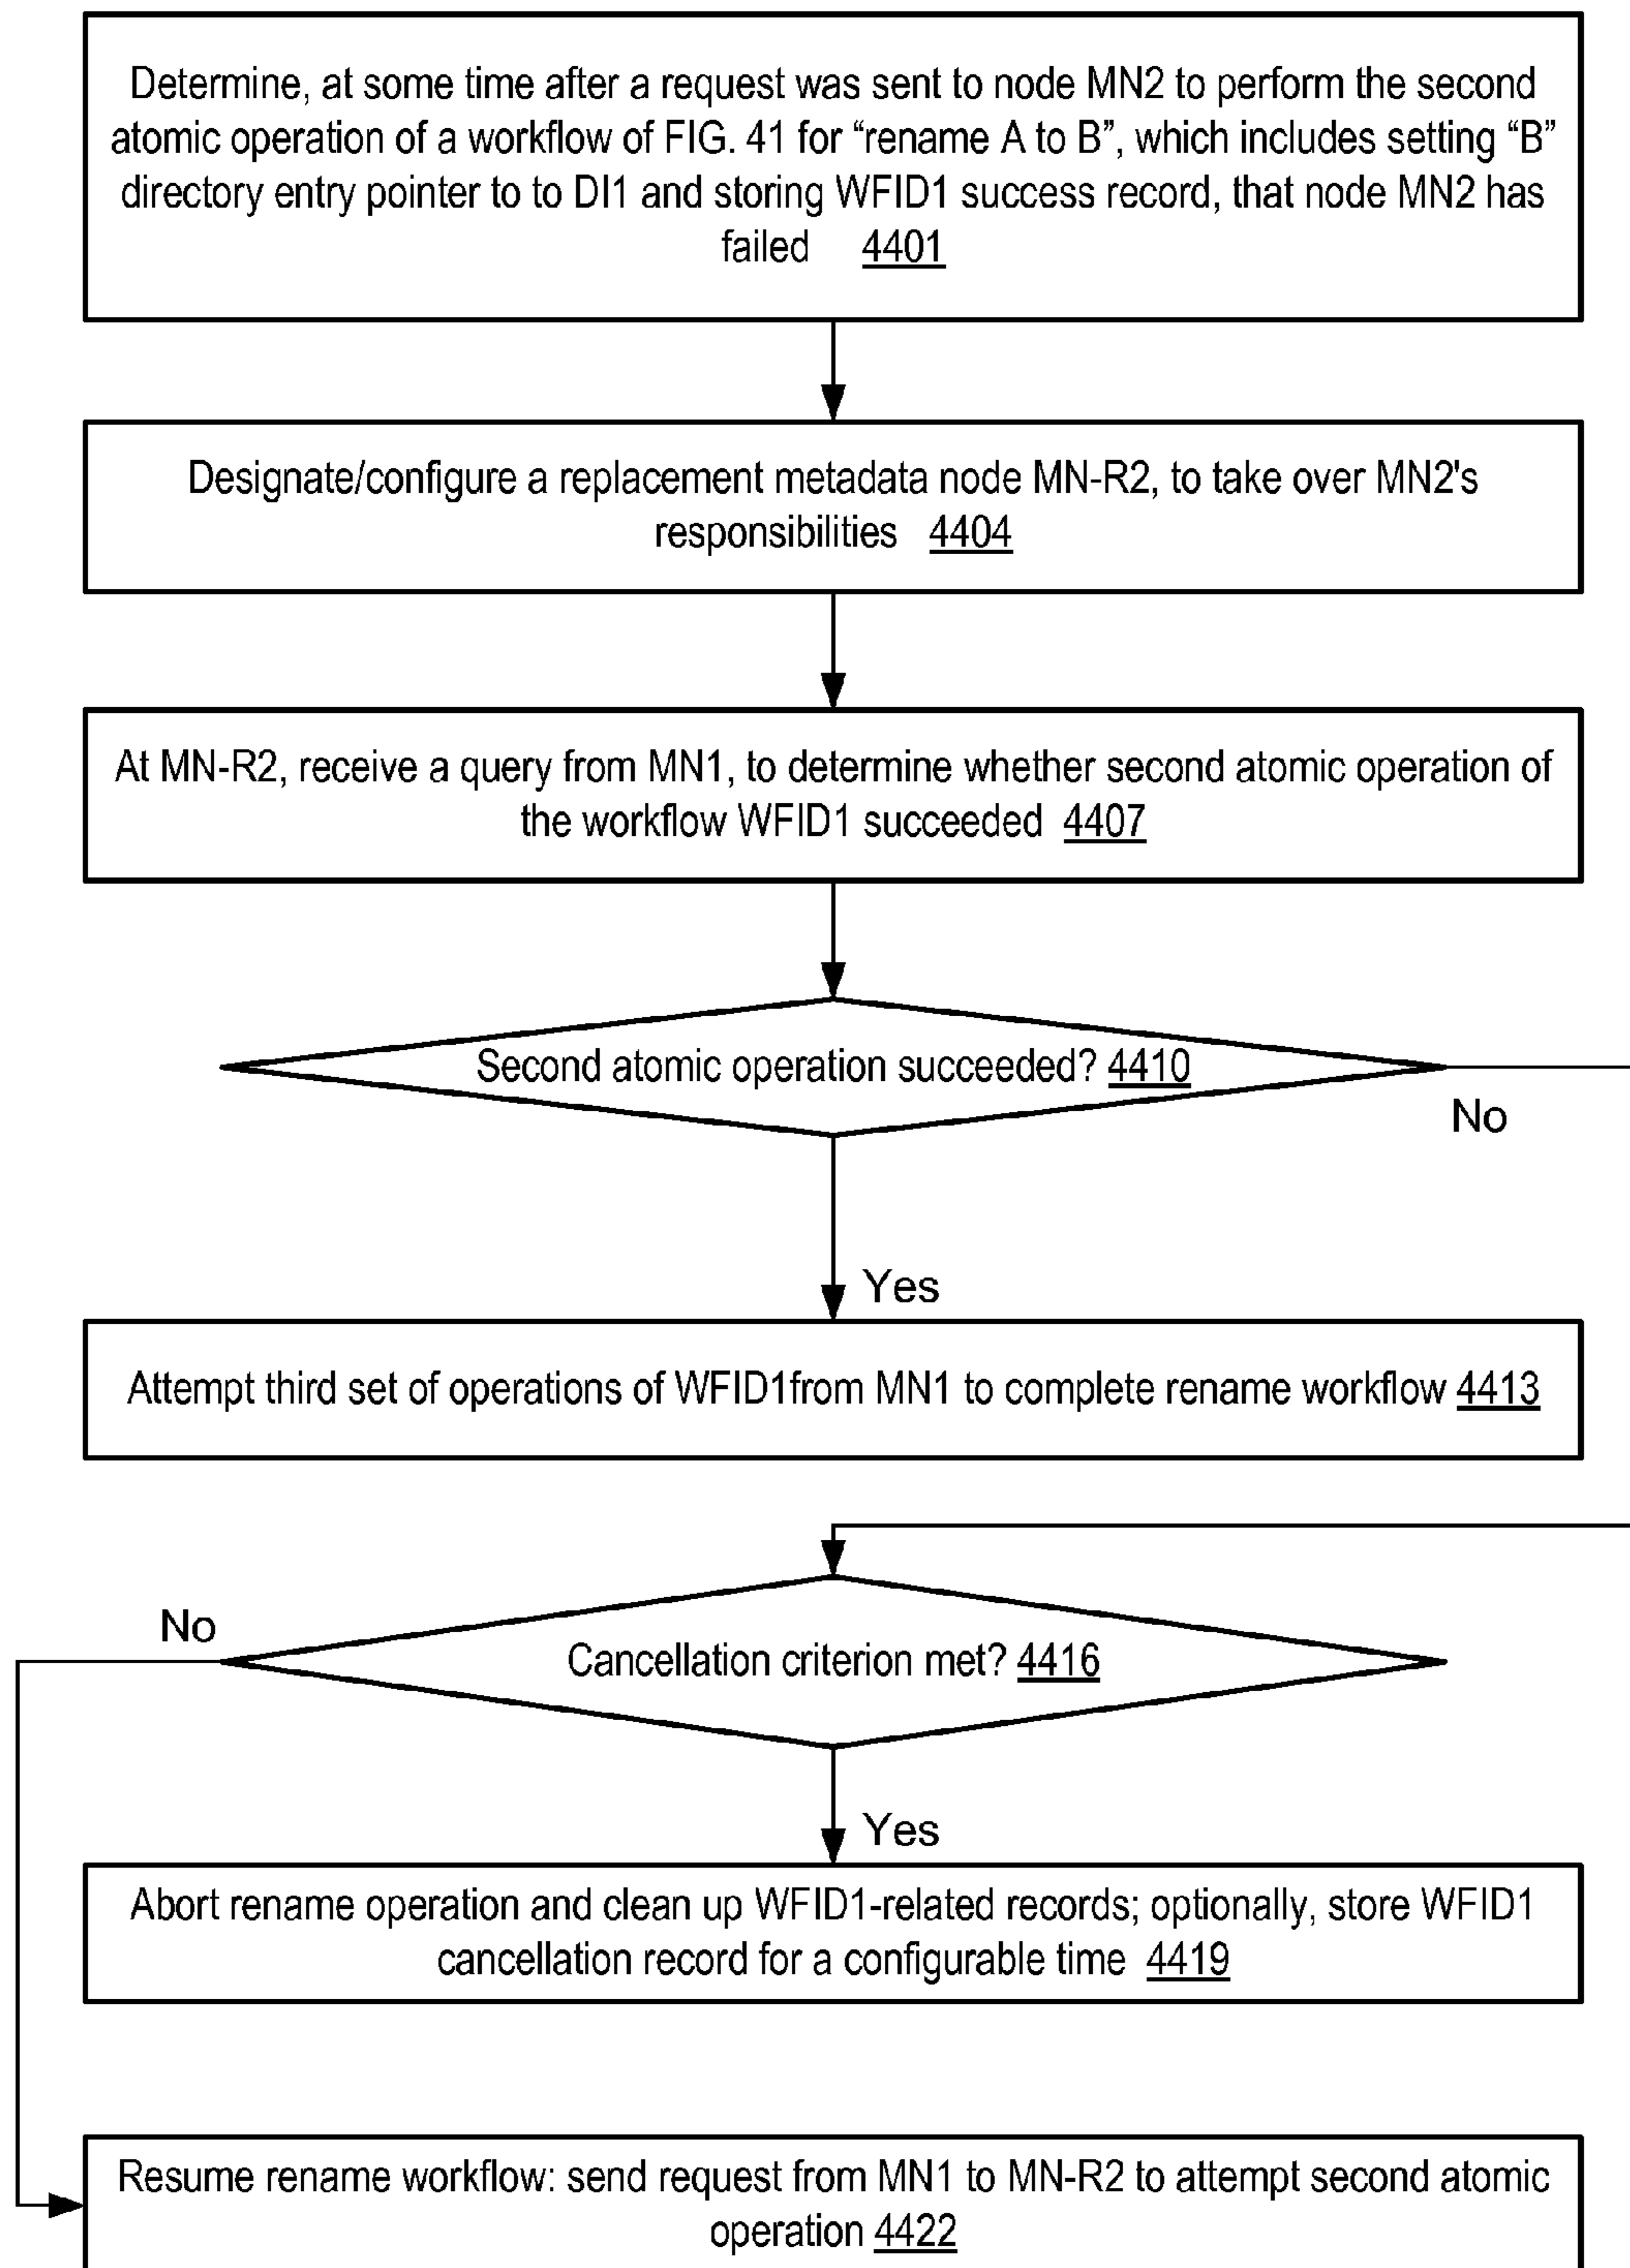 Determine, at some time after a request was sent to node MN2 to perform the second
atomic operation of a workflow of FIG. 41 for “rename A to B”, which includes setting “B”
directory entry pointer to to DI1 and storing WFID1 success record, that node MN2 has
failed 4401
Designate/configure a replacement metadata node MN-R2, to take over MN2's
responsibilities 4404
At MN-R2, receive a query from MN1, to determine whether second atomic operation of
the workflow WFID1 succeeded 4407
Second atomic operation succeeded? 4410
No
Yes
Attempt third set of operations of WFID1from MN1 to complete rename workflow 4413
No
Cancellation criterion met? 4416
Yes
Abort rename operation and clean up WFID1-related records; optionally, store WFID1
cancellation record for a configurable time 4419
Resume rename workflow: send request from MN1 to MN-R2 to attempt second atomic
operation 4422